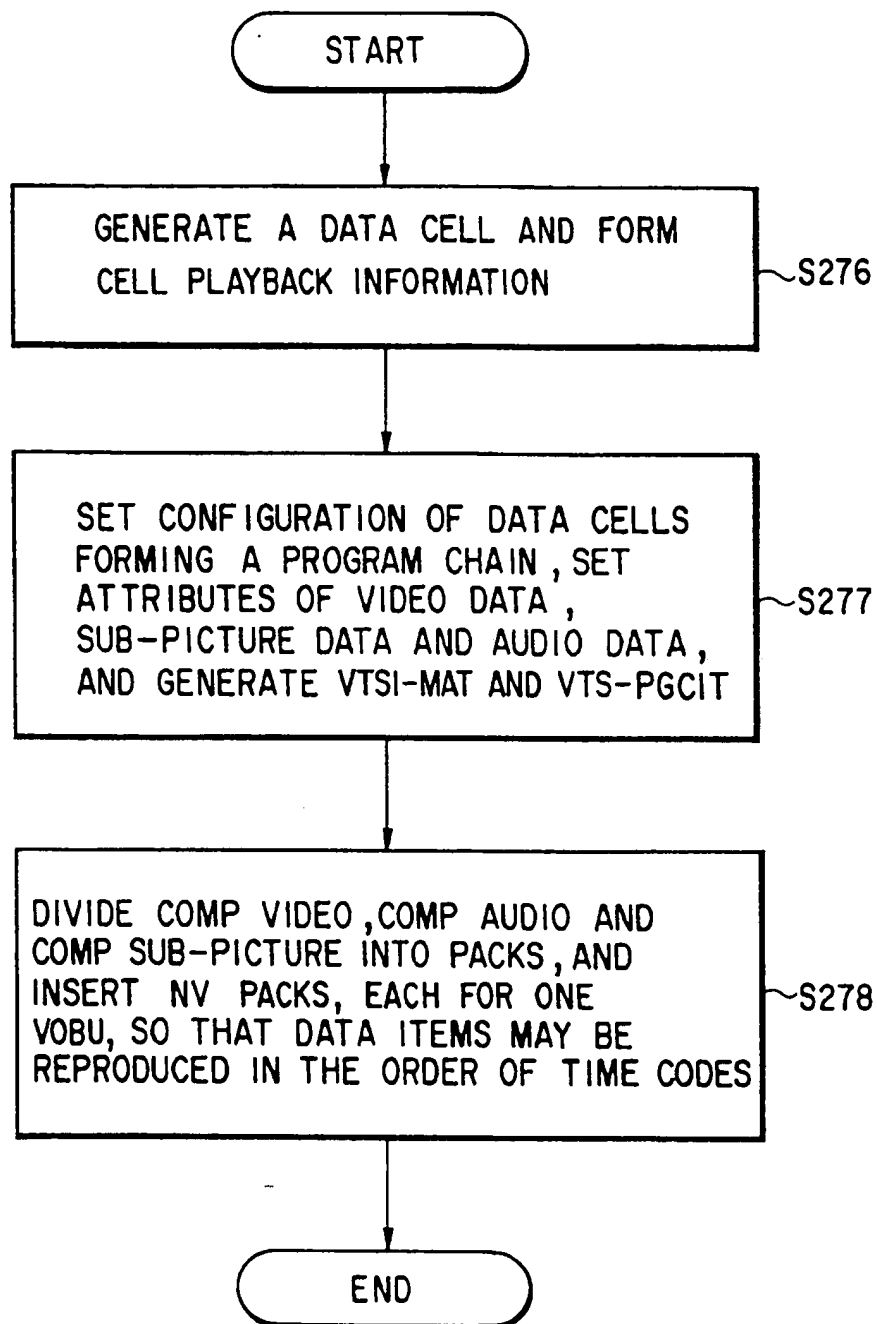 START
GENERATE A DATA CELL AND FORM
CELL PLAYBACK INFORMATION
S276
SET CONFIGURATION OF DATA CELLS
FORMING A PROGRAM CHAIN, SET
ATTRIBUTES OF VIDEO DATA,
SUB-PICTURE DATA AND AUDIO DATA,
AND GENERATE VTSI-MAT AND VTS-PGCIT
S277
DIVIDE COMP VIDEO, COMP AUDIO AND
COMP SUB-PICTURE INTO PACKS, AND
INSERT NV PACKS, EACH FOR ONE
VOBU, SO THAT DATA ITEMS MAY BE
REPRODUCED IN THE ORDER OF TIME CODES
S278
END